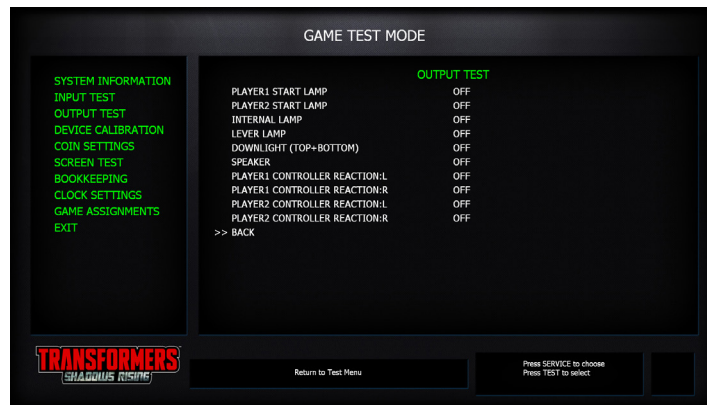 GAME TEST MODE
SYSTEM INFORMATION
INPUT TEST
OUTPUT TEST
DEVICE CALIBRATION
COIN SETTINGS
SCREEN TEST
BOOKKEEPING
CLOCK SETTINGS
GAME ASSIGNMENTS
EXIT
OUTPUT TEST
PLAYER1 START LAMP OFF
PLAYER2 START LAMP OFF
INTERNAL LAMP OFF
LEVER LAMP OFF
DOWNLIGHT (TOP+BOTTOM) OFF
SPEAKER OFF
PLAYER1 CONTROLLER REACTION:L OFF
PLAYER1 CONTROLLER REACTION:R OFF
PLAYER2 CONTROLLER REACTION:L OFF
PLAYER2 CONTROLLER REACTION:R OFF
>> BACK
TRANSFORMERS
SHADOWS RISING
Return to Test Menu
Press SERVICE to choose
Press TEST to select